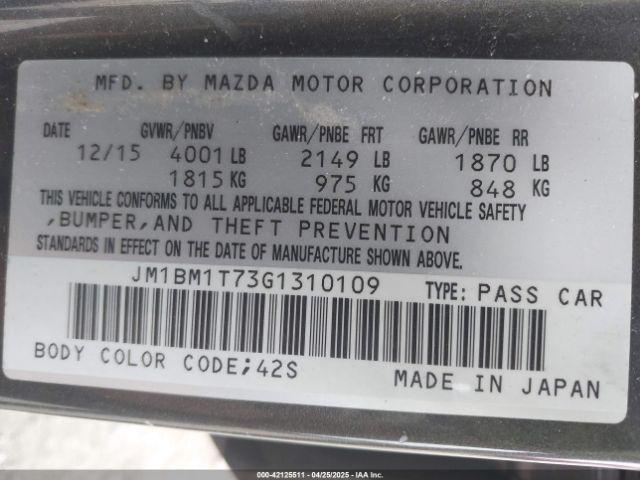 MFD. BY MAZDA MOTOR CORPORATION
DATE GVWR/PNBV GAWR/PNBE FRT GAWR/PNBE RR
12/15 4001 LB 2149 LB 1870 LB
1815 KG 975 KG 848 KG
THIS VEHICLE CONFORMS TO ALL APPLICABLE FEDERAL MOTOR VEHICLE SAFETY
,BUMPER,AND THEFT PREVENTION
STANDARDS IN EFFECT ON THE DATE OF MANUFACTURE SHOWN ABOVE.
JM1BM1T73G1310109 TYPE: PASS CAR
BODY COLOR CODE;42S
MADE IN JAPAN
000-42125511 - 04/25/2025 - IAA Inc.